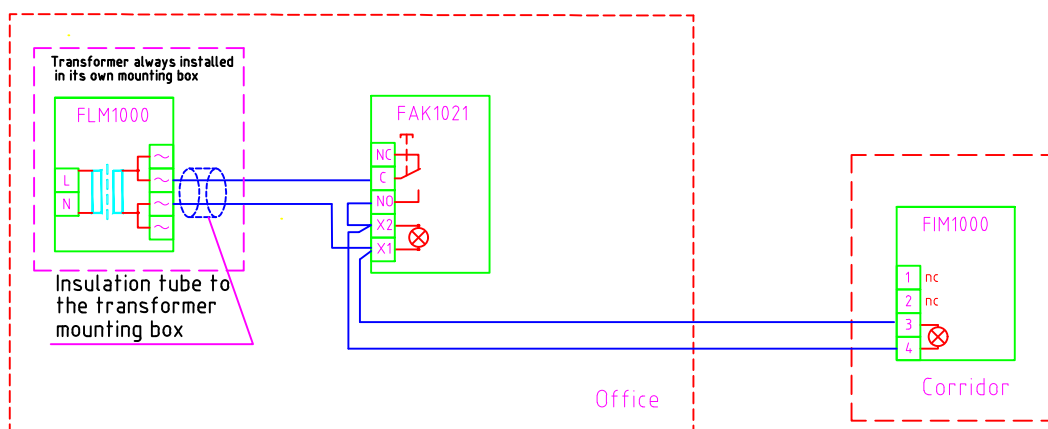 Transformer always installed
in its own mounting box
FLM1000
L
N
~
~
~
~
Insulation tube to
the transformer
mounting box
FAK1021
NC
C
NO
X2
X1
Office
FIM1000
1 nc
2 nc
3
4
Corridor